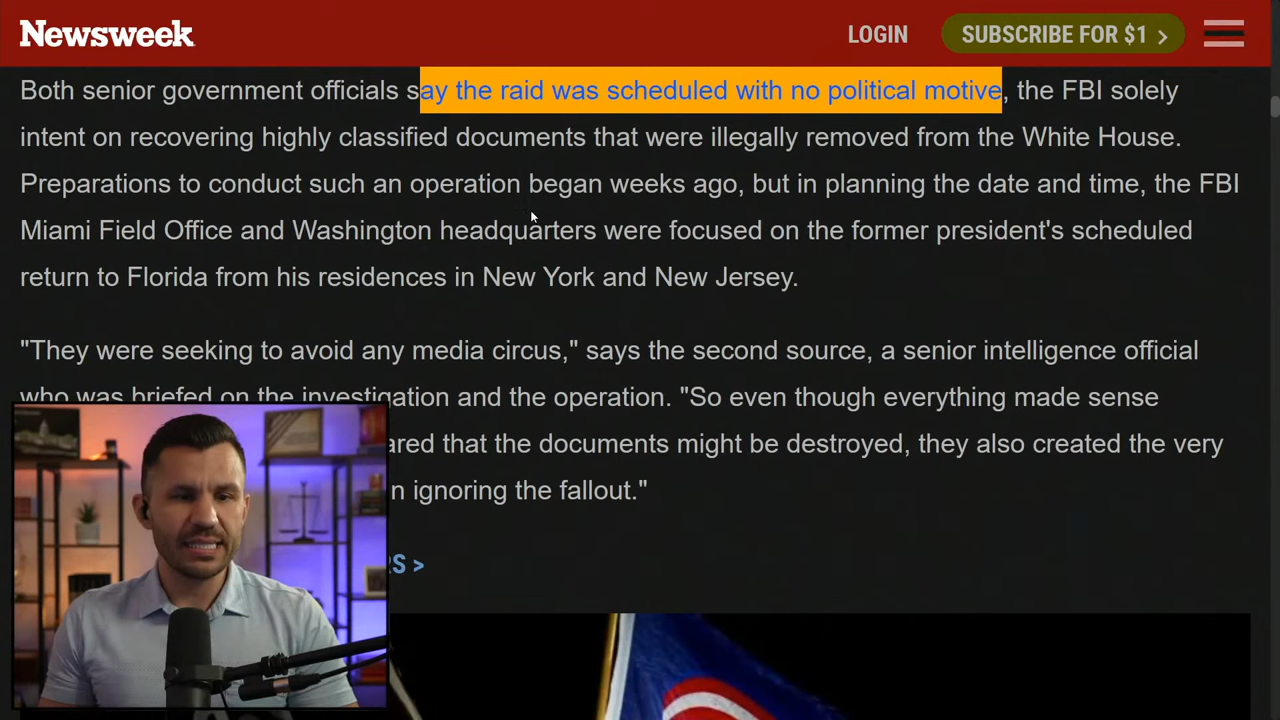 Newsweek
LOGIN
SUBSCRIBE FOR $1 >
Both senior government officials say the raid was scheduled with no political motive, the FBI solely
intent on recovering highly classified documents that were illegally removed from the White House.
Preparations to conduct such an operation began weeks ago, but in planning the date and time, the FBI
Miami Field Office and Washington headquarters were focused on the former president's scheduled
return to Florida from his residences in New York and New Jersey.
"They were seeking to avoid any media circus," says the second source, a senior intelligence official
who was briefed on the investigation and the operation. "So even though everything made sense
ared that the documents might be destroyed, they also created the very
n ignoring the fallout."
RS >